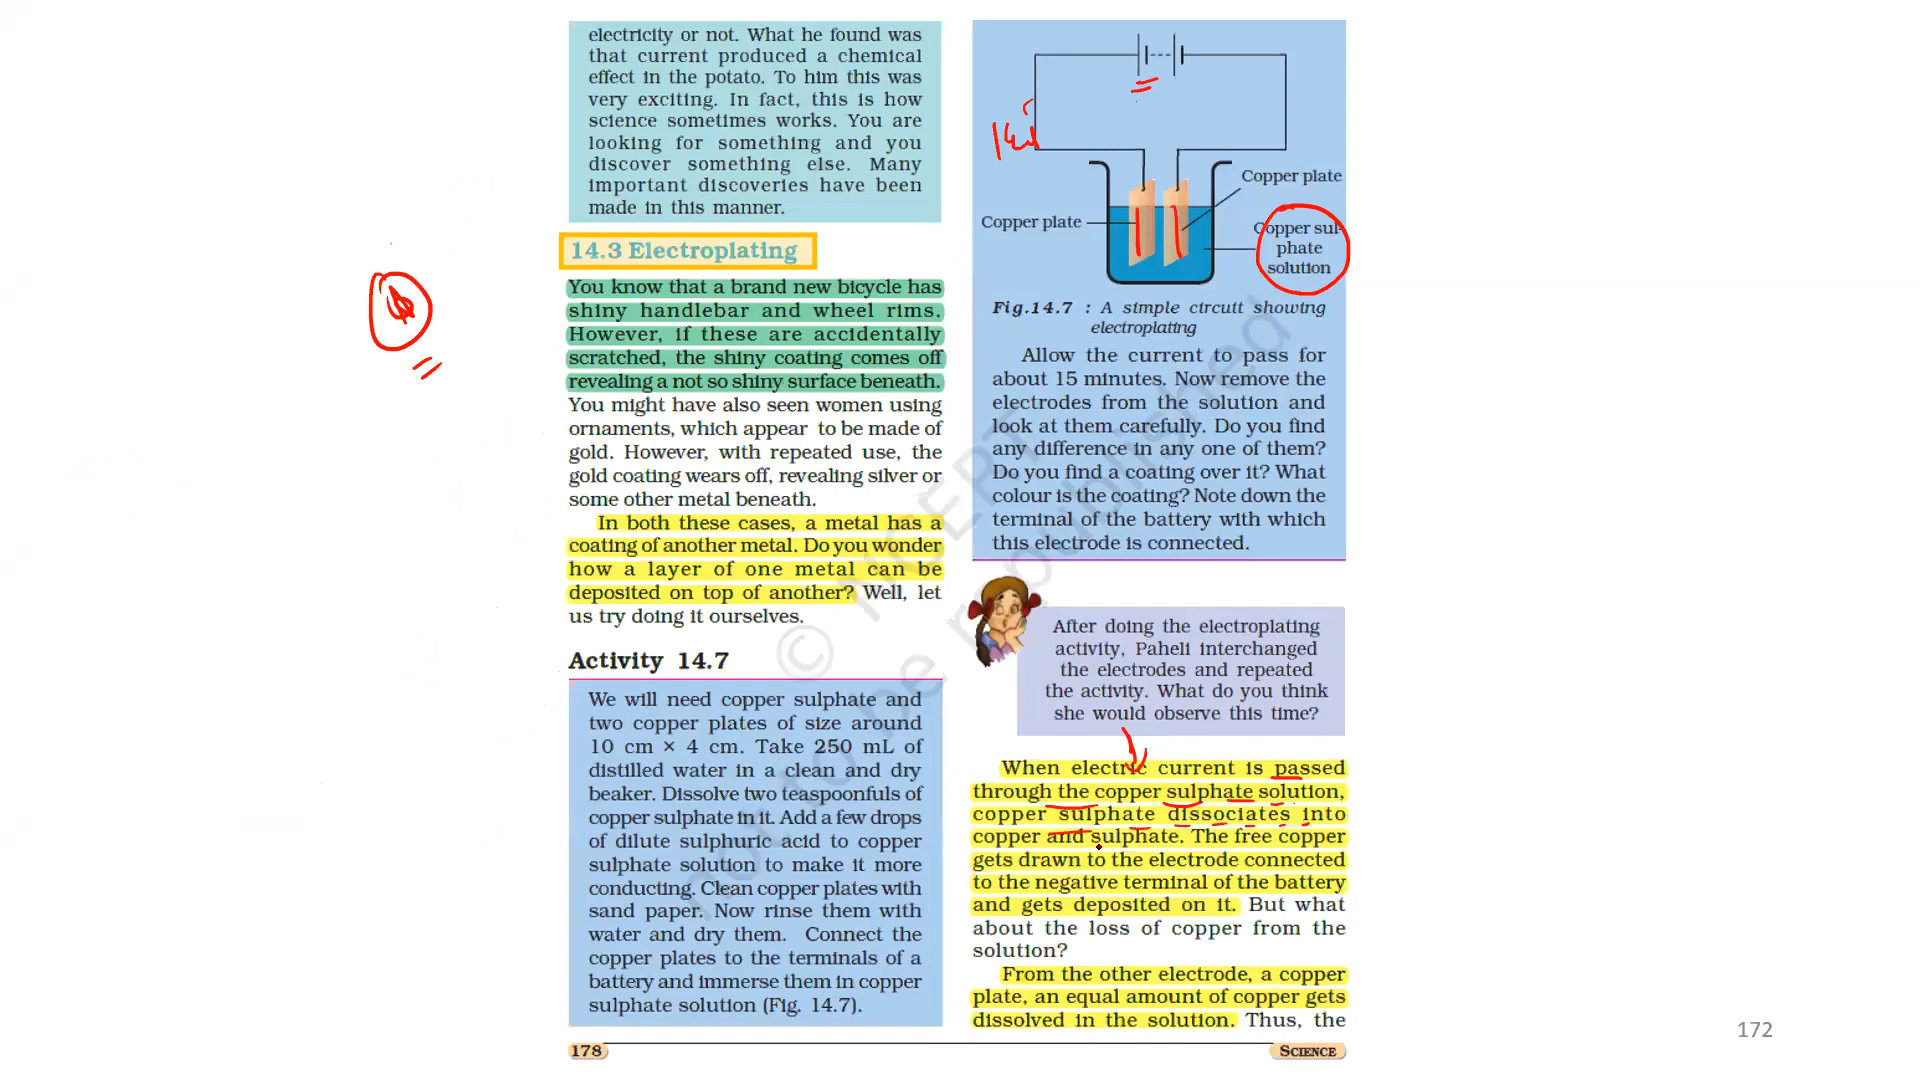 electricity or not. What he found was
that current produced a chemical
effect in the potato. To him this was
very exciting. In fact, this is how
science sometimes works. You are
looking for something and you
discover something else. Many
important discoveries have been
made in this manner.
14.3 Electroplating
You know that a brand new bicycle has
shiny handlebar and wheel rims.
However, if these are accidentally
scratched, the shiny coating comes off
revealing a not so shiny surface beneath.
You might have also seen women using
ornaments, which appear to be made of
gold. However, with repeated use, the
gold coating wears off, revealing silver or
some other metal beneath.
In both these cases, a metal has a
coating of another metal. Do you wonder
how a layer of one metal can be
deposited on top of another? Well, let
us try doing it ourselves.
Activity 14.7
We will need copper sulphate and
two copper plates of size around
10 cm × 4 cm. Take 250 mL of
distilled water in a clean and dry
beaker. Dissolve two teaspoonfuls of
copper sulphate in it. Add a few drops
of dilute sulphuric acid to copper
sulphate solution to make it more
conducting. Clean copper plates with
sand paper. Now rinse them with
water and dry them. Connect the
copper plates to the terminals of a
battery and immerse them in copper
sulphate solution (Fig. 14.7).
178
Copper plate
Copper plate
Copper sul-
phate
solution
Fig.14.7 : A simple circuit showing
electroplating
Allow the current to pass for
about 15 minutes. Now remove the
electrodes from the solution and
look at them carefully. Do you find
any difference in any one of them?
Do you find a coating over it? What
colour is the coating? Note down the
terminal of the battery with which
this electrode is connected.
After doing the electroplating
activity, Paheli interchanged
the electrodes and repeated
the activity. What do you think
she would observe this time?
When electric current is passed
through the copper sulphate solution,
copper sulphate dissociates into
copper and sulphate. The free copper
gets drawn to the electrode connected
to the negative terminal of the battery
and gets deposited on it. But what
about the loss of copper from the
solution?
From the other electrode, a copper
plate, an equal amount of copper gets
dissolved in the solution. Thus, the
SCIENCE
© NCERT
not to be republished
172